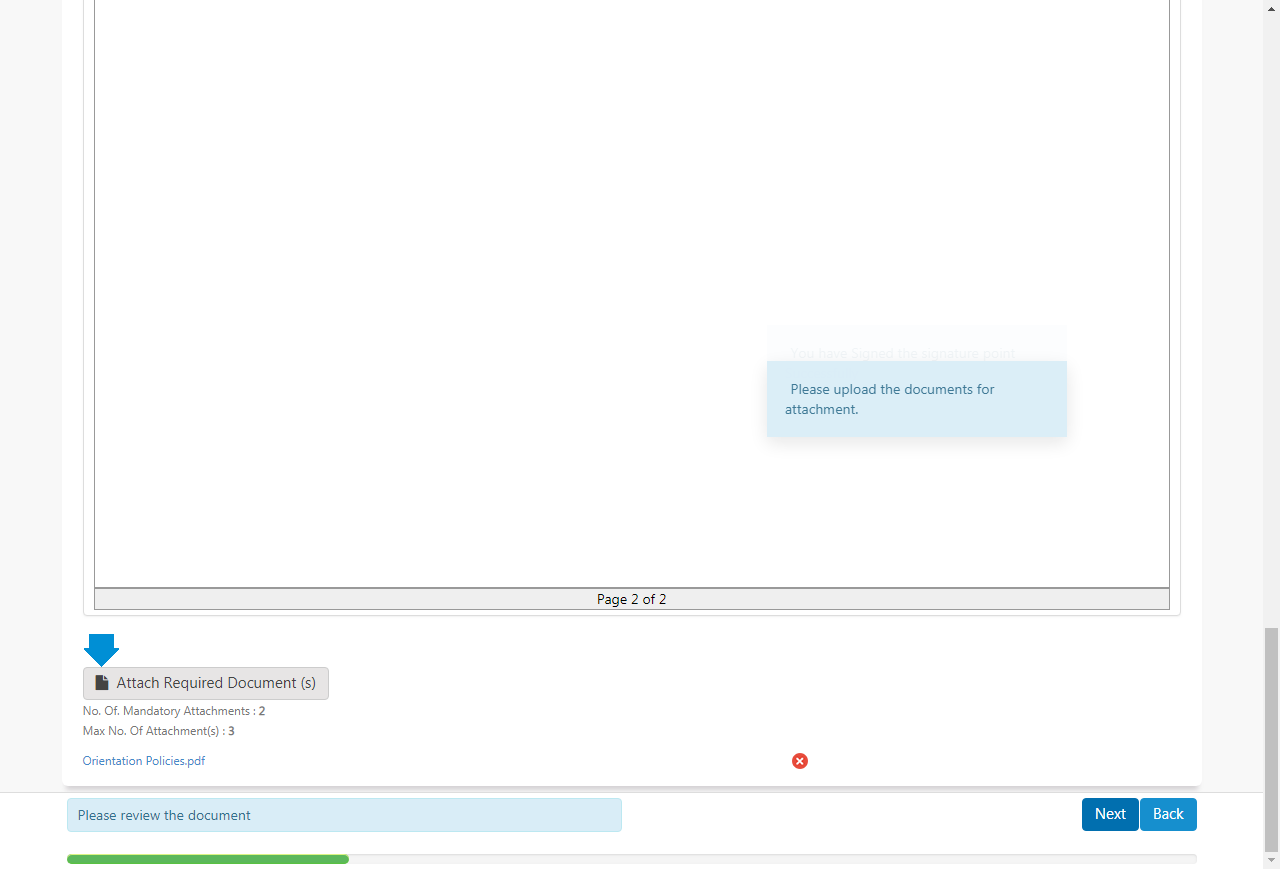 You have Signed the signature point
Please upload the documents for
attachment.
Page 2 of 2
Attach Required Document (s)
No. Of. Mandatory Attachments : 2
Max No. Of Attachment(s) : 3
Orientation Policies.pdf
Please review the document
Next
Back